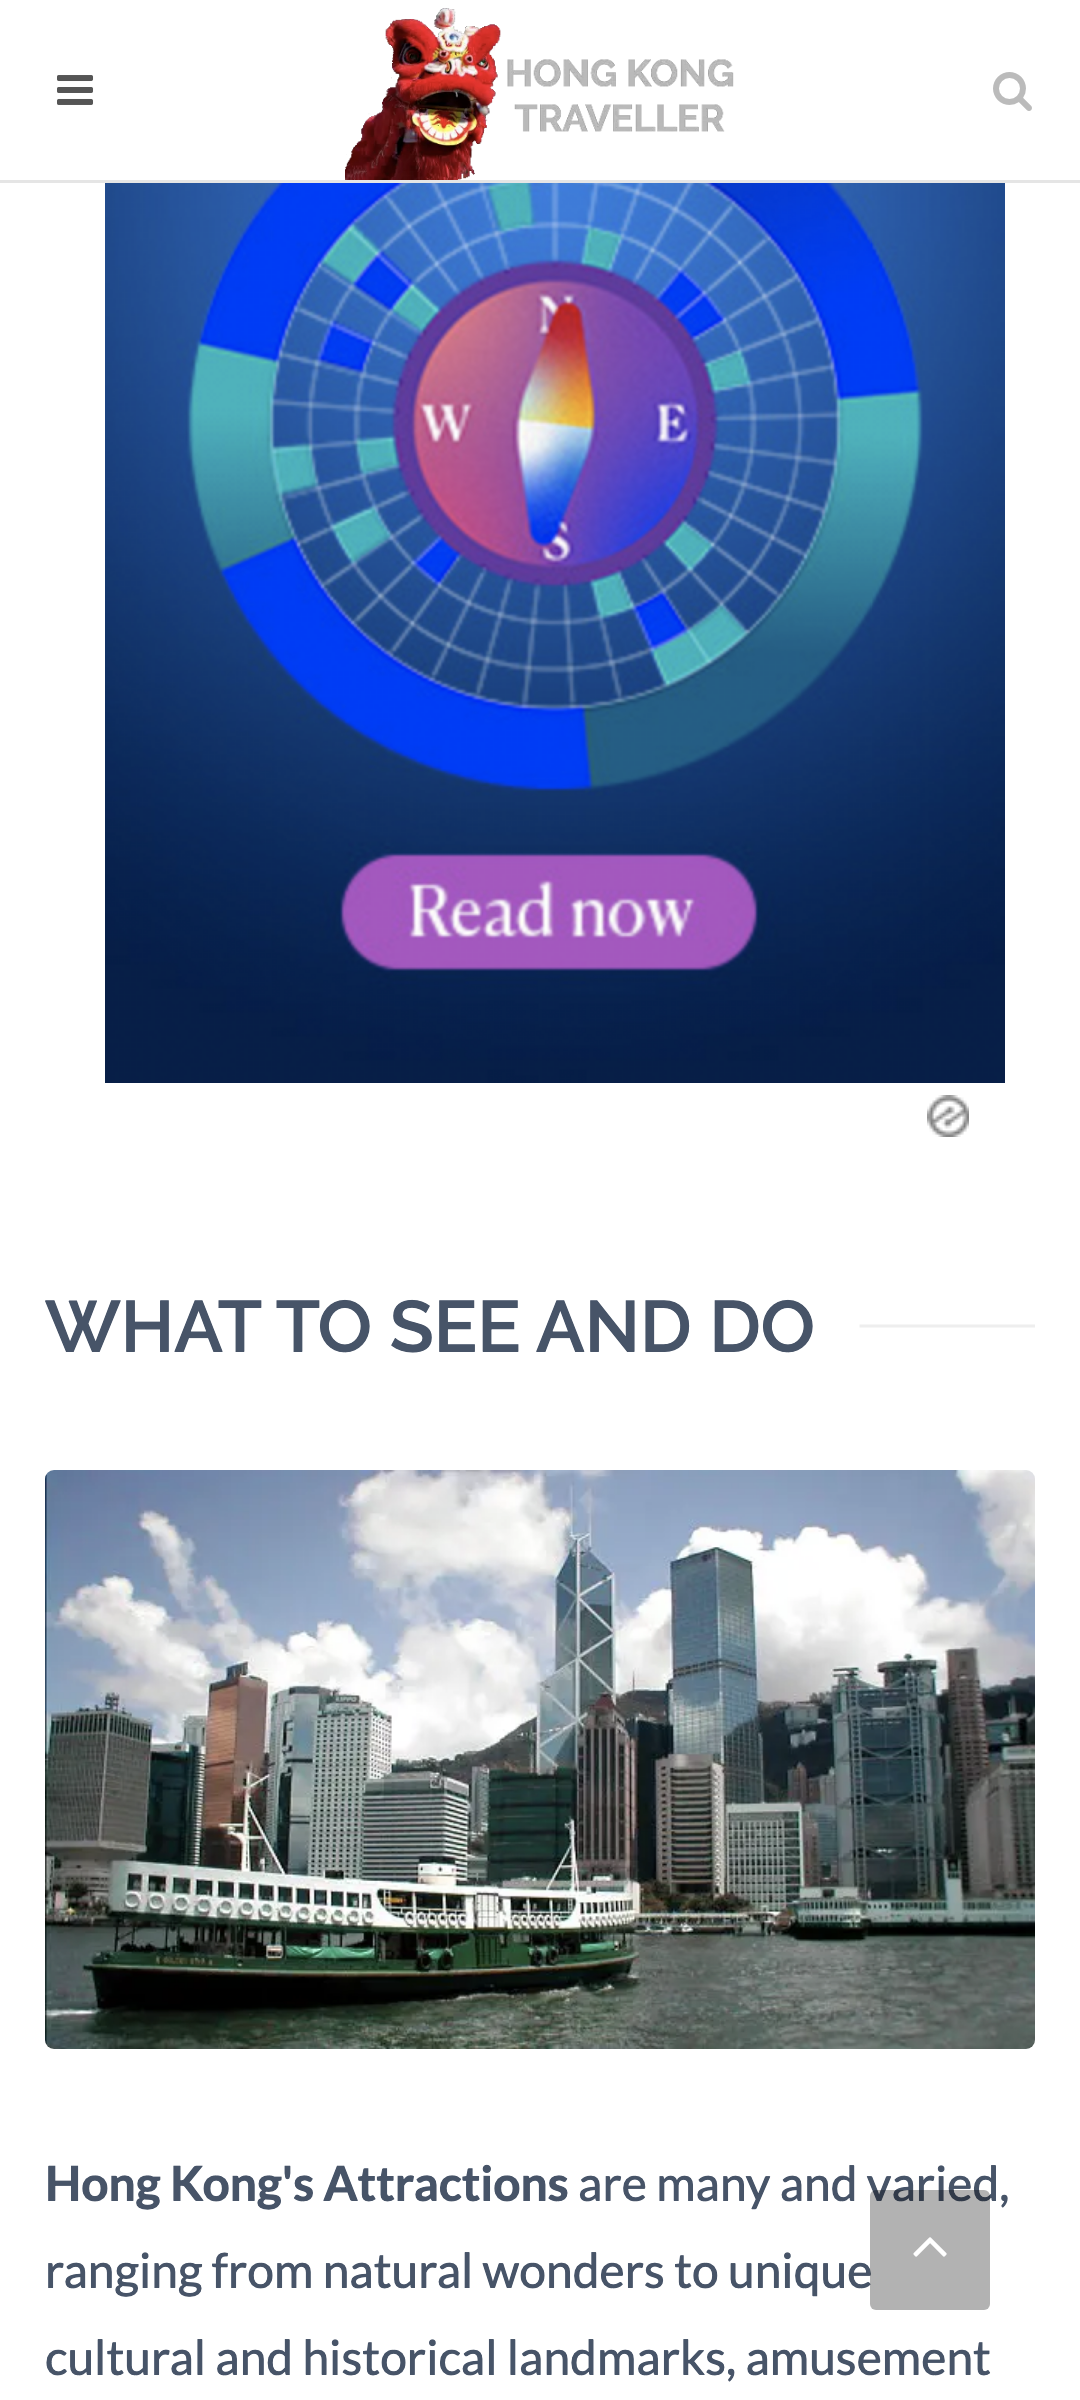 HONG KONG
TRAVELLER
N
W E
S
Read now
WHAT TO SEE AND DO
Hong Kong's Attractions are many and varied,
ranging from natural wonders to unique
cultural and historical landmarks, amusement